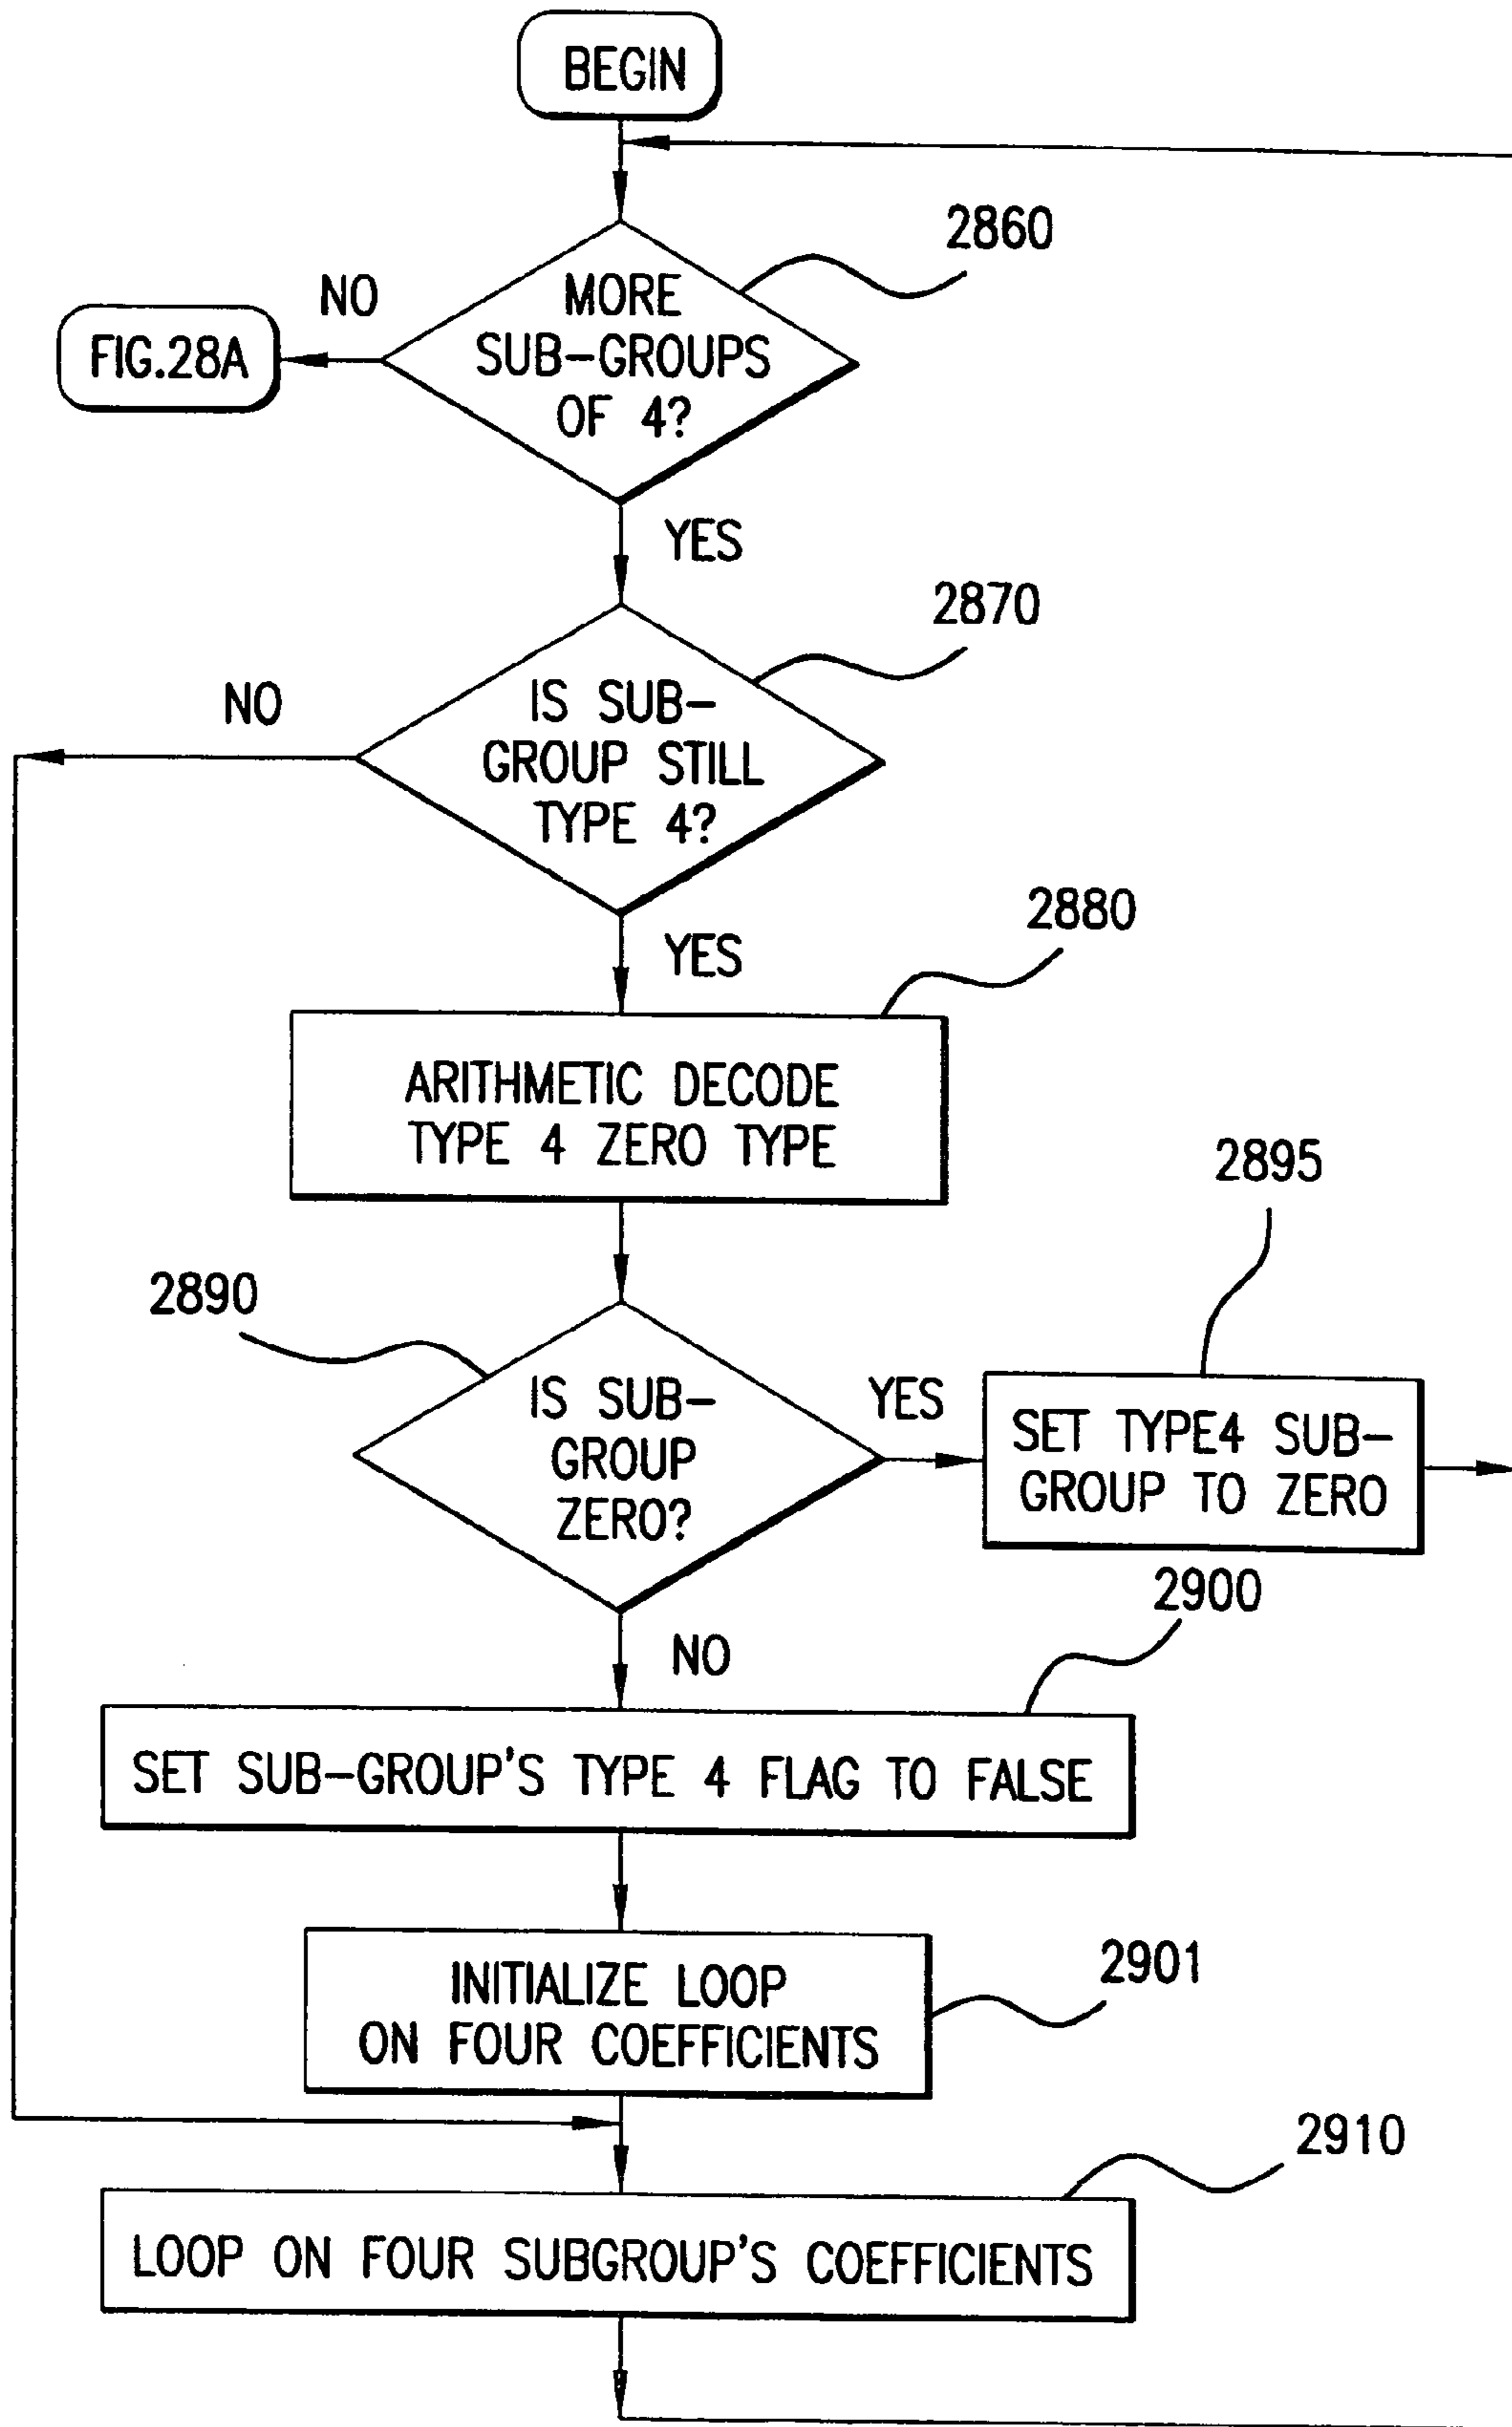 BEGIN
2860
MORE
SUB-GROUPS
OF 4?
NO
FIG.28A
YES
2870
IS SUB-
GROUP STILL
TYPE 4?
NO
YES
2880
ARITHMETIC DECODE
TYPE 4 ZERO TYPE
2895
2890
IS SUB-
GROUP
ZERO?
YES
SET TYPE4 SUB-
GROUP TO ZERO
2900
NO
SET SUB-GROUP'S TYPE 4 FLAG TO FALSE
2901
INITIALIZE LOOP
ON FOUR COEFFICIENTS
2910
LOOP ON FOUR SUBGROUP'S COEFFICIENTS